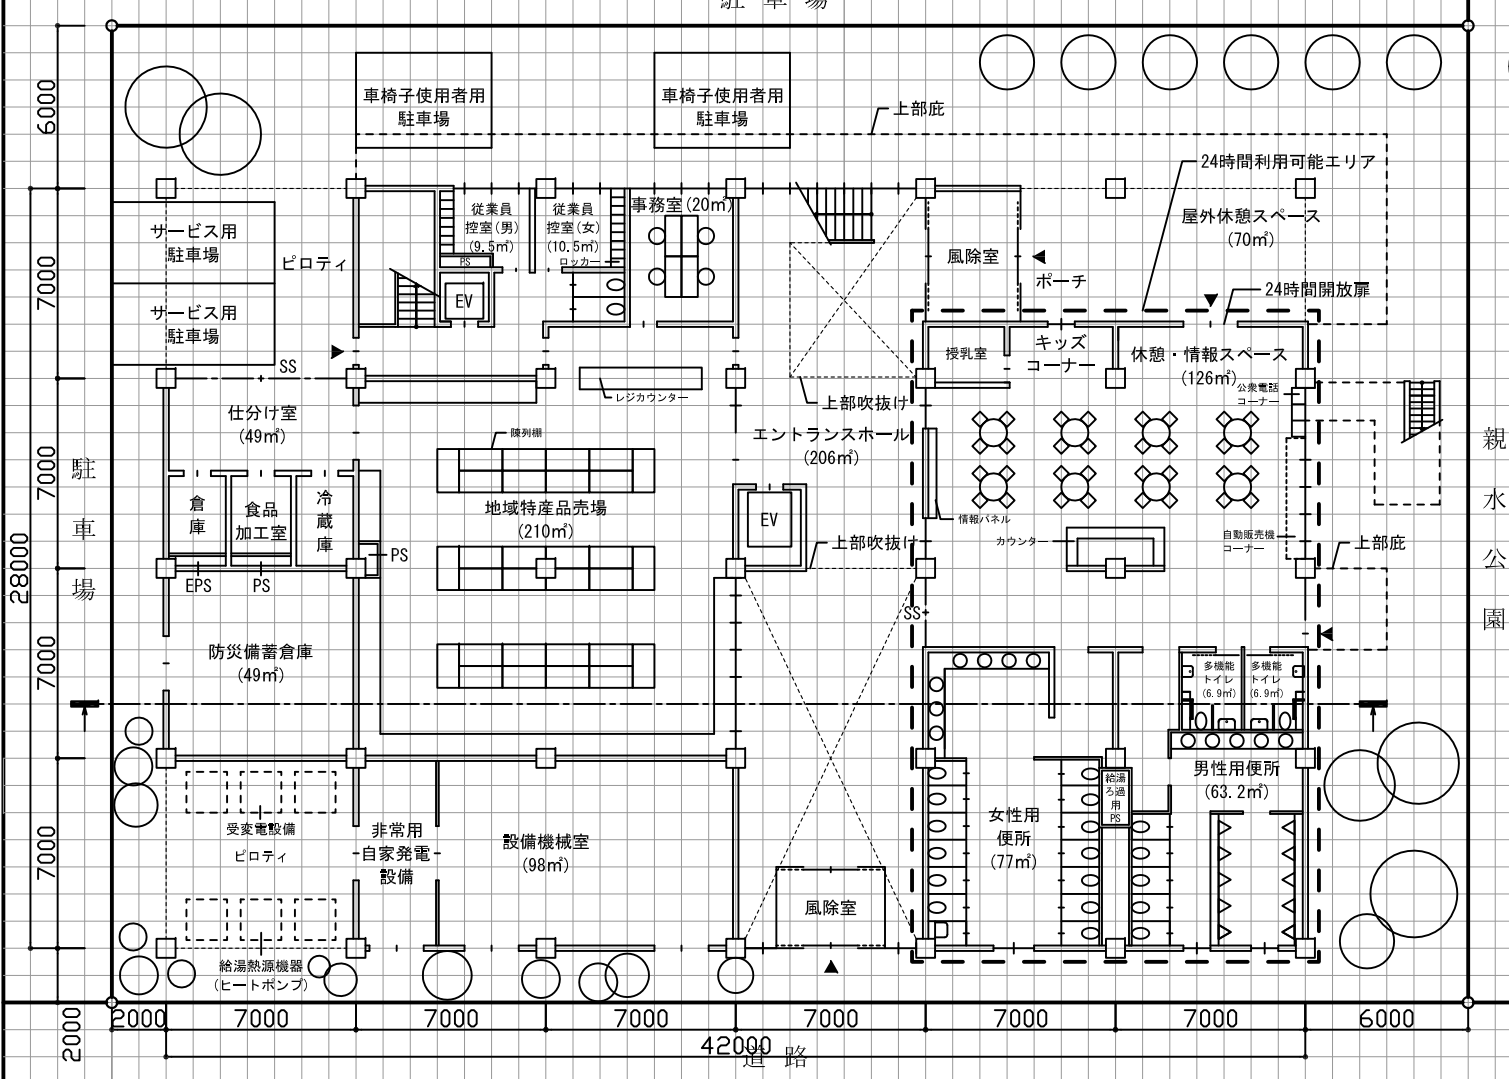 駐車場
車椅子使用者用
駐車場
車椅子使用者用
駐車場
上部庇
24時間利用可能エリア
6000
サービス用
駐車場
サービス用
駐車場
ピロティ
従業員
控室(男)
(9.5㎡)
従業員
控室(女)
(10.5㎡)
ロッカー
事務室(20㎡)
PS
EV
風除室
ポーチ
屋外休憩スペース
(70㎡)
24時間開放扉
7000
SS
授乳室
キッズ
コーナー
休憩・情報スペース
(126㎡)
公衆電話
コーナー
レジカウンター
上部吹抜け
仕分け室
(49㎡)
陳列棚
エントランスホール
(206㎡)
駐車場
7000
倉庫
食品
加工室
冷蔵庫
地域特産品売場
(210㎡)
EV
情報パネル
カウンター
自動販売機
コーナー
上部吹抜け
上部庇
親水公園
PS
EPS
PS
28000
SS
防災備蓄倉庫
(49㎡)
7000
多機能
トイレ
(6.9㎡)
多機能
トイレ
(6.9㎡)
男性用便所
(63.2㎡)
給湯
ろ過
用
PS
女性用
便所
(77㎡)
受変電設備
ピロティ
非常用
自家発電
設備
設備機械室
(98㎡)
7000
風除室
給湯熱源機器
(ヒートポンプ)
2000
2000
7000
7000
7000
7000
7000
7000
6000
42000
道路